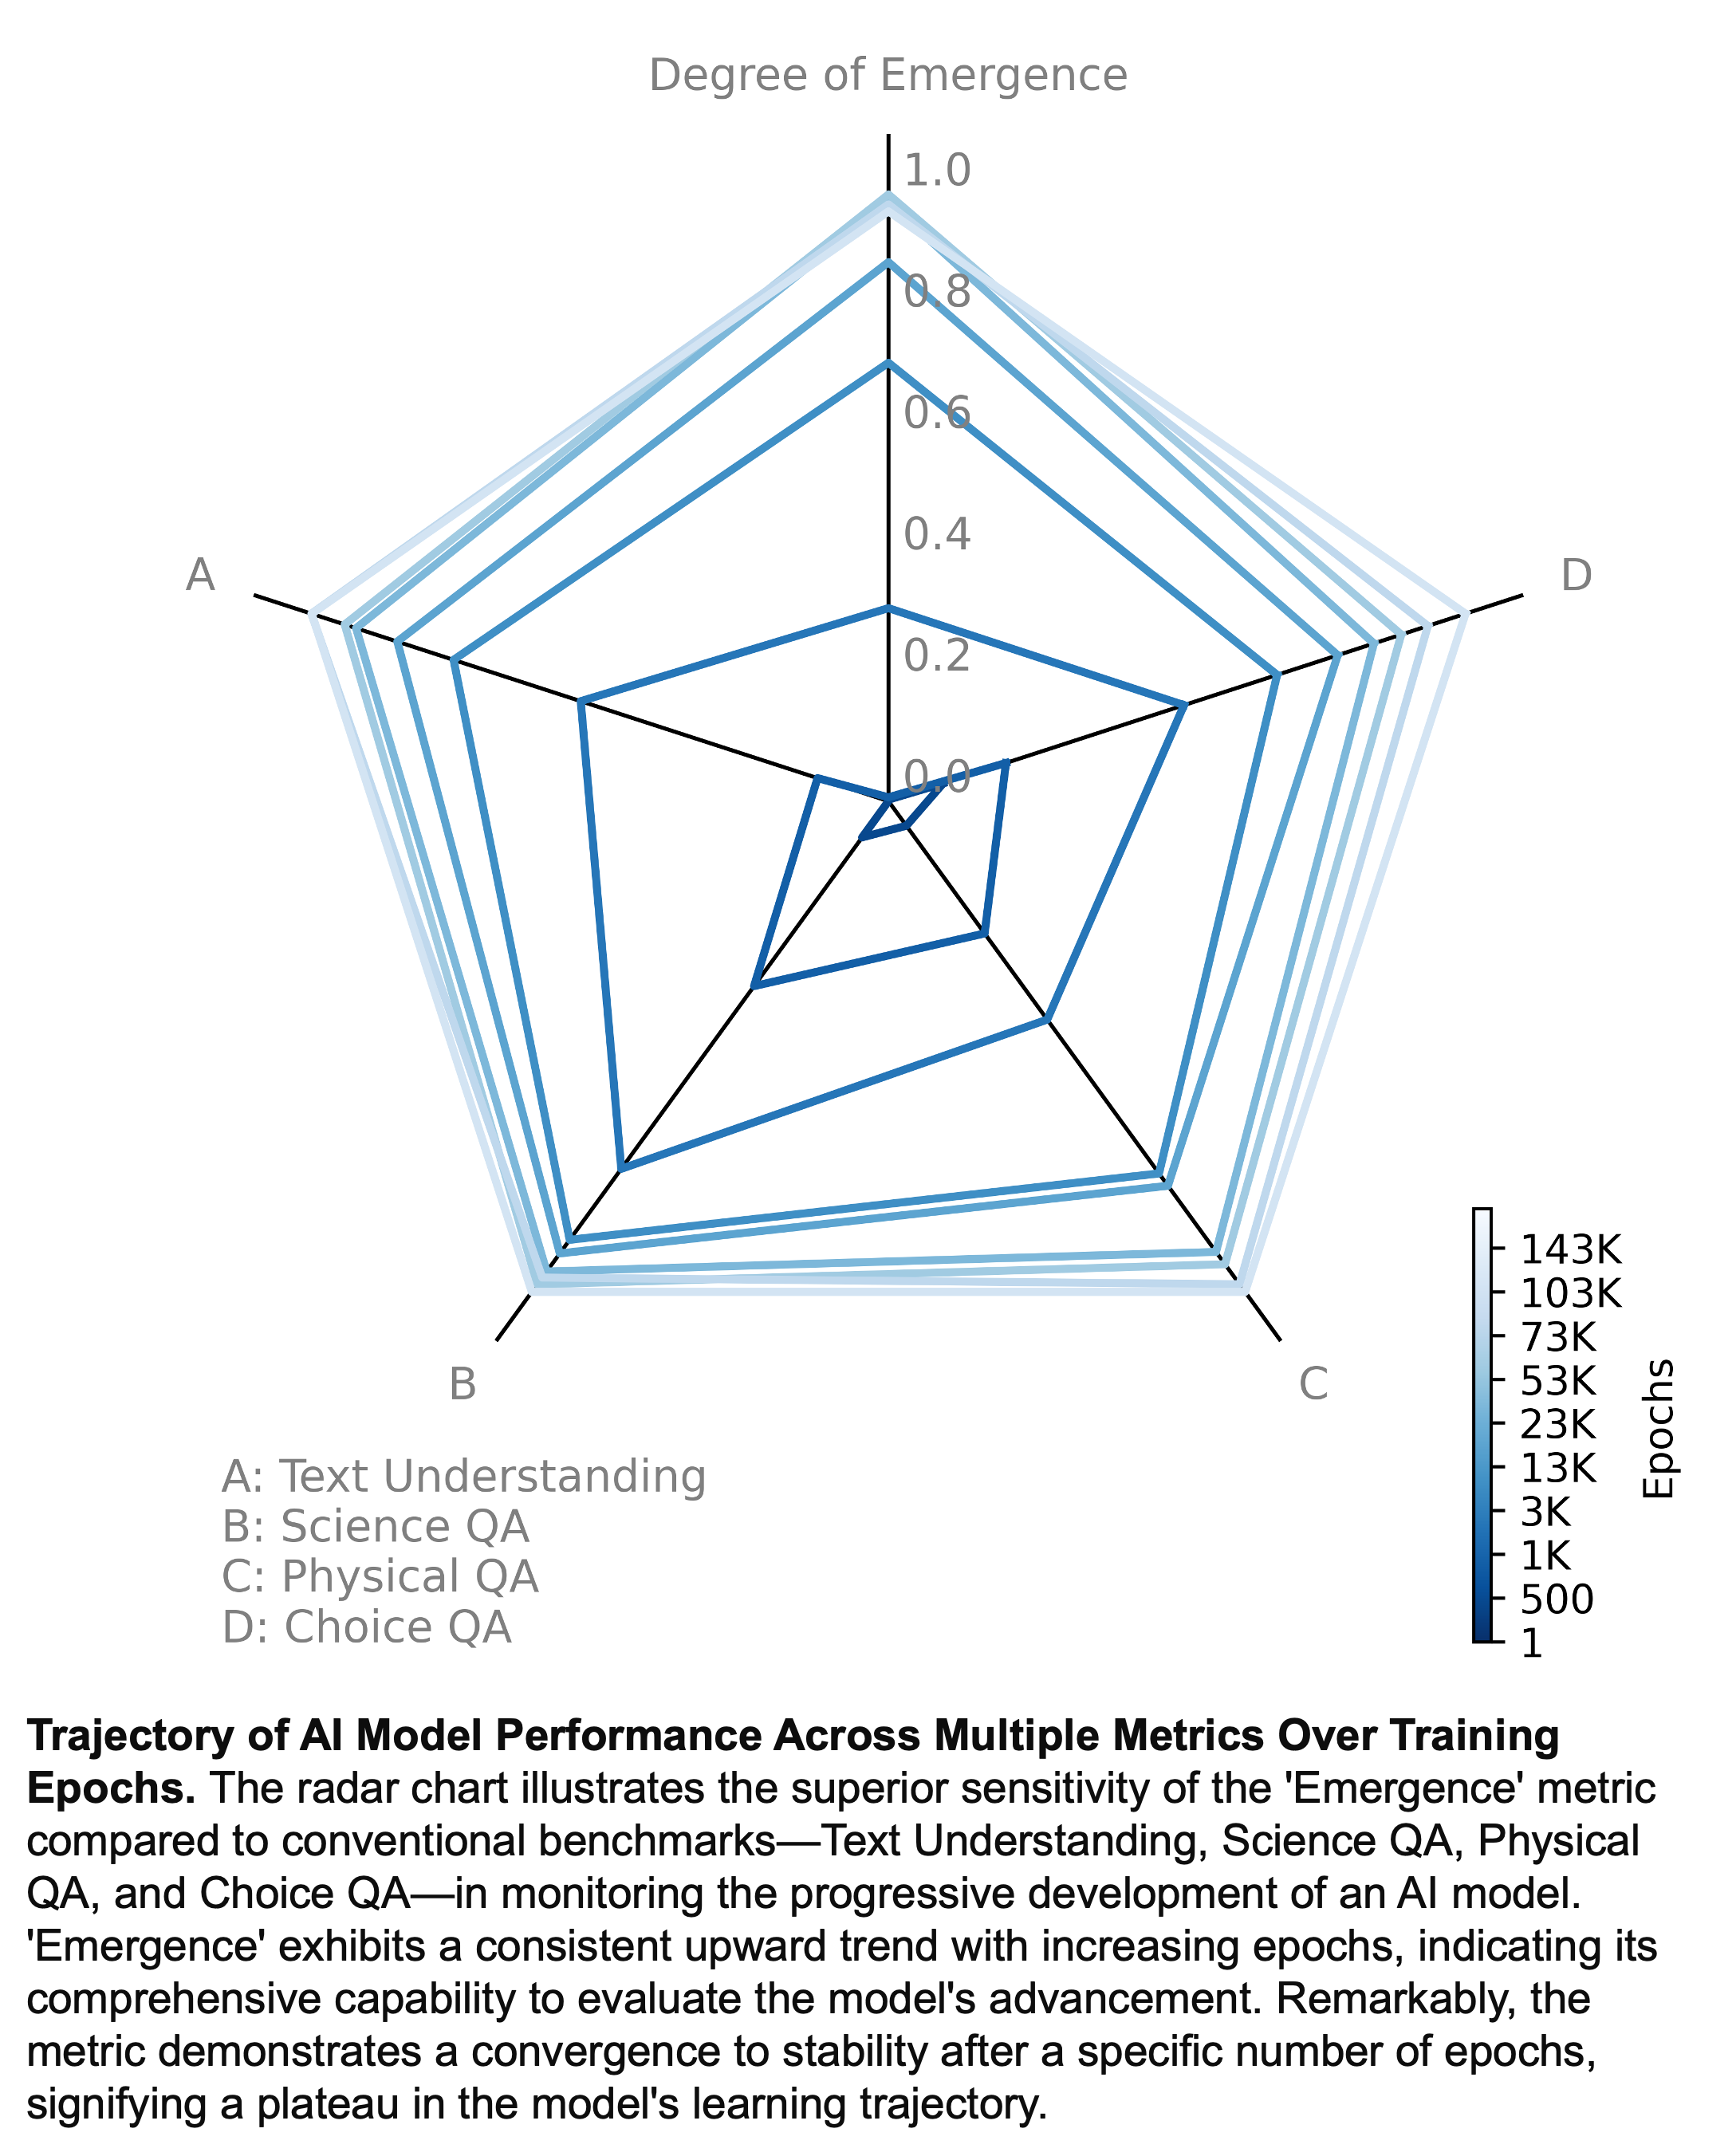 Degree of Emergence
1.0
0.8
0.6
0.4
0.2
0.0
A
D
B
C
143K
103K
73K
53K
23K
13K
3K
1K
500
1
Epochs
A: Text Understanding
B: Science QA
C: Physical QA
D: Choice QA
Trajectory of AI Model Performance Across Multiple Metrics Over Training
Epochs. The radar chart illustrates the superior sensitivity of the 'Emergence' metric
compared to conventional benchmarks—Text Understanding, Science QA, Physical
QA, and Choice QA—in monitoring the progressive development of an AI model.
'Emergence' exhibits a consistent upward trend with increasing epochs, indicating its
comprehensive capability to evaluate the model's advancement. Remarkably, the
metric demonstrates a convergence to stability after a specific number of epochs,
signifying a plateau in the model's learning trajectory.